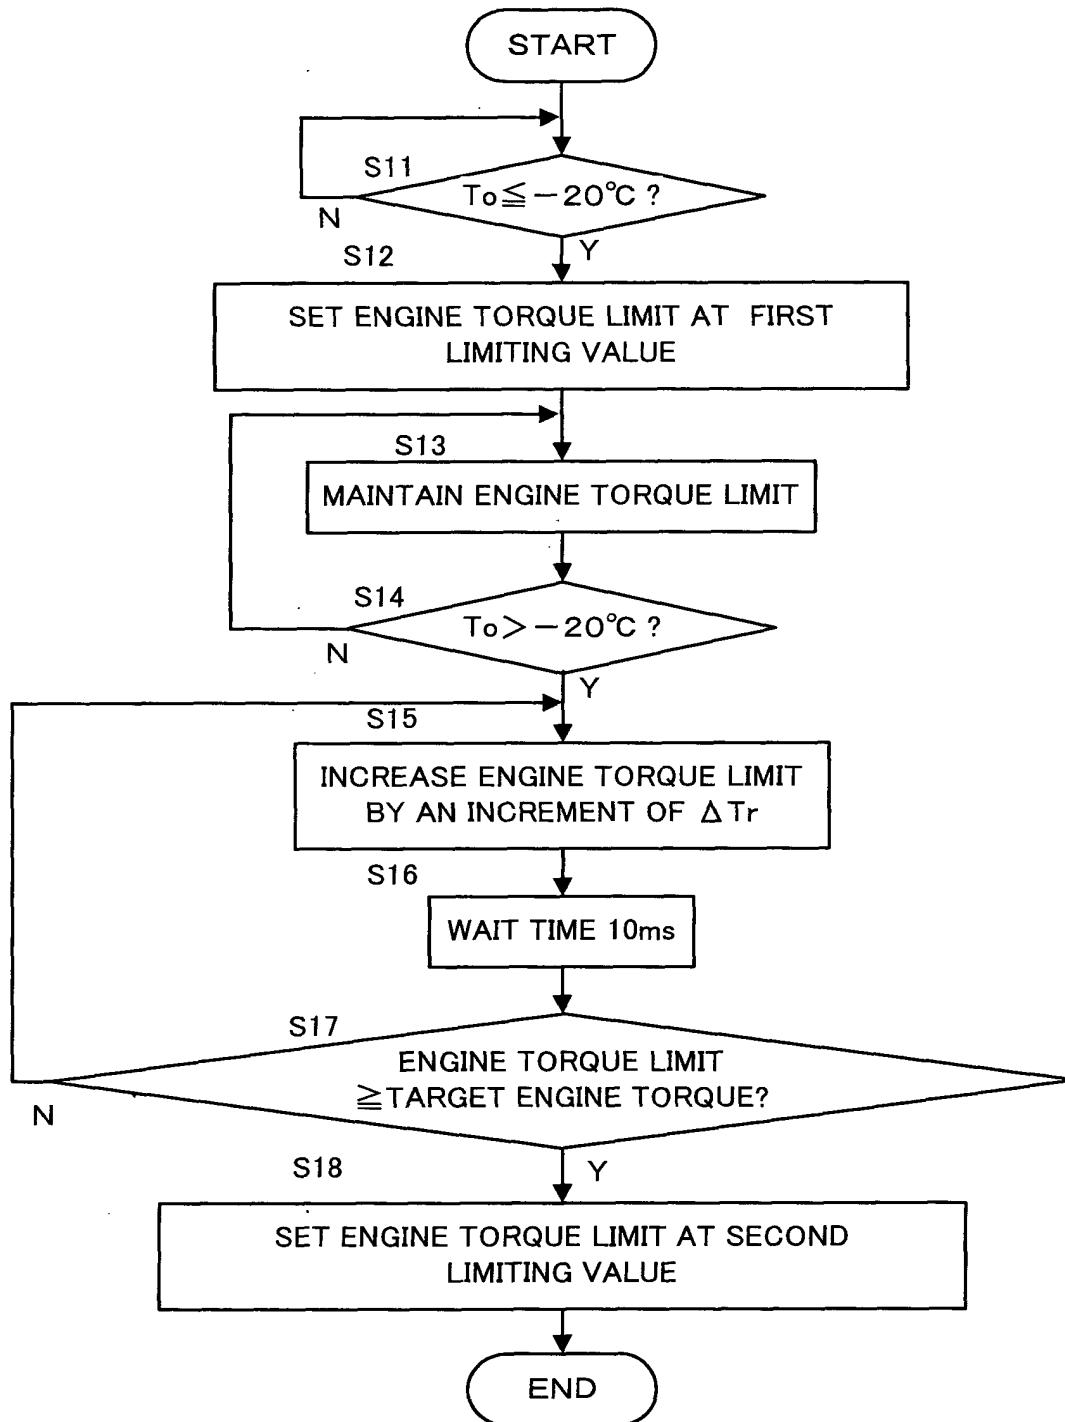 START
S11
To≦−20℃ ?
N
Y
S12
SET ENGINE TORQUE LIMIT AT FIRST
LIMITING VALUE
S13
MAINTAIN ENGINE TORQUE LIMIT
S14
To>−20℃ ?
N
Y
S15
INCREASE ENGINE TORQUE LIMIT
BY AN INCREMENT OF ΔTr
S16
WAIT TIME 10ms
S17
ENGINE TORQUE LIMIT
≧TARGET ENGINE TORQUE?
N
Y
S18
SET ENGINE TORQUE LIMIT AT SECOND
LIMITING VALUE
END